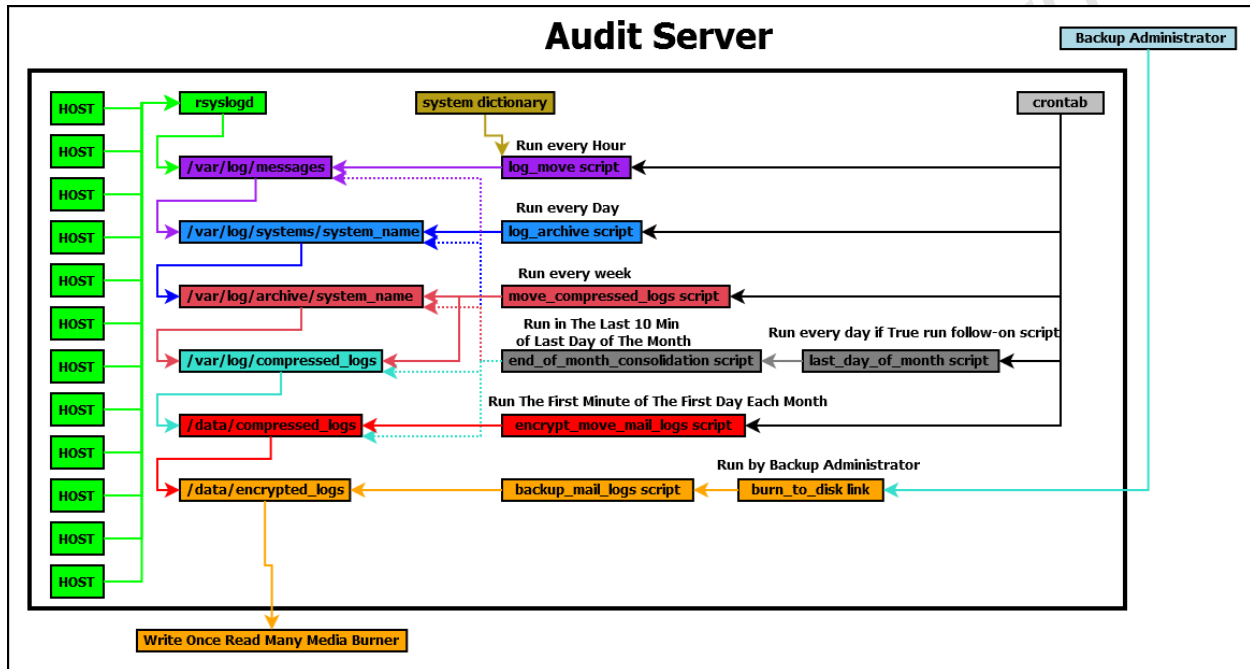 Audit Server
Backup Administrator
HOST
rsyslogd
system dictionary
crontab
HOST
Run every Hour
/var/log/messages
log_move script
HOST
Run every Day
HOST
/var/log/systems/system_name
log_archive script
HOST
Run every week
/var/log/archive/system_name
move_compressed_logs script
HOST
Run in The Last 10 Min
of Last Day of The Month
Run every day if True run follow-on script
HOST
/var/log/compressed_logs
end_of_month_consolidation script
last_day_of_month script
HOST
Run The First Minute of The First Day Each Month
/data/compressed_logs
encrypt_move_mail_logs script
HOST
Run by Backup Administrator
HOST
/data/encrypted_logs
backup_mail_logs script
burn_to_disk link
HOST
HOST
Write Once Read Many Media Burner